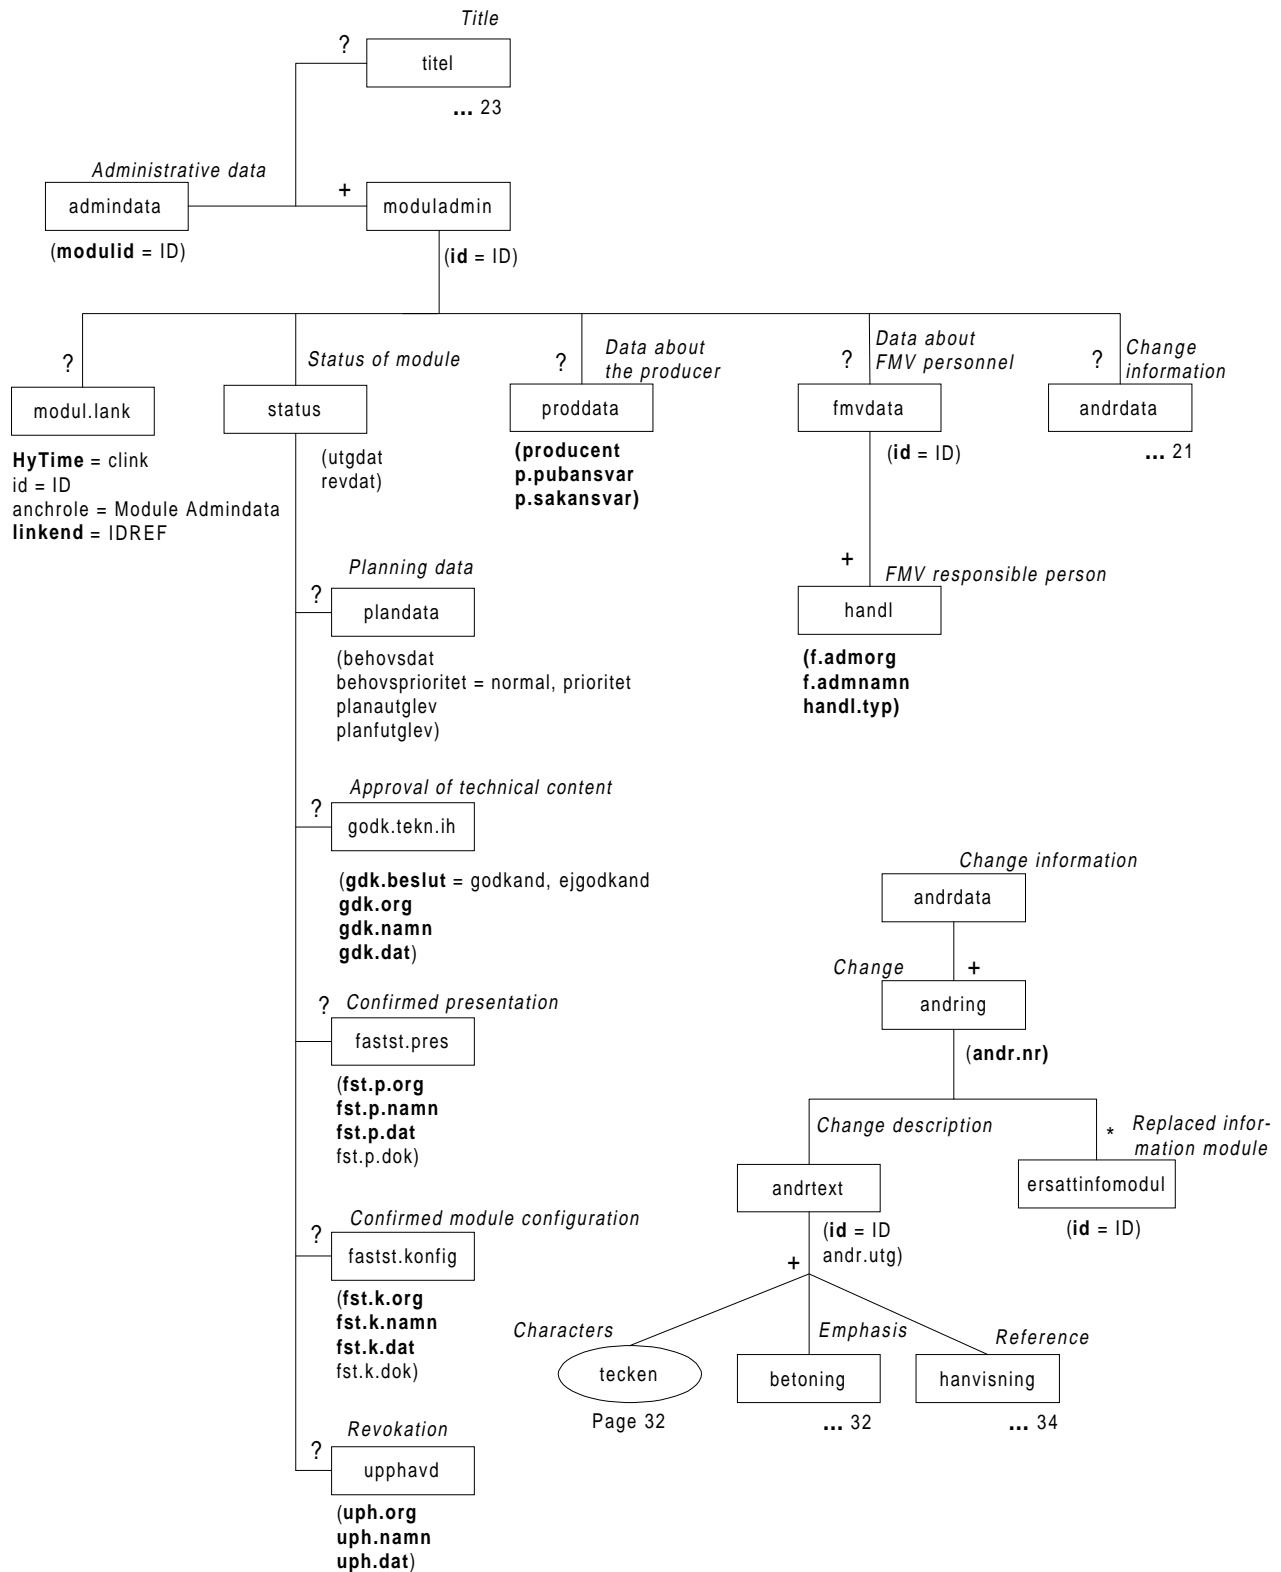 Title
?
titel
... 23
Administrative data
admindata
+
moduladmin
(modulid = ID)
(id = ID)
?
modul.lank
HyTime = clink
id = ID
anchrole = Module Admindata
linkend = IDREF
Status of module
status
(utgdat
revdat)
?
Data about
the producer
proddata
(producent
p.pubansvar
p.sakansvar)
?
Data about
FMV personnel
fmvdata
(id = ID)
?
Change
information
andrdata
... 21
+
FMV responsible person
handl
(f.admorg
f.admnamn
handl.typ)
Planning data
?
plandata
(behovsdat
behovsprioritet = normal, prioritet
planautglev
planfutglev)
Approval of technical content
?
godk.tekn.ih
(gdk.beslut = godkand, ejgodkand
gdk.org
gdk.namn
gdk.dat)
?
Confirmed presentation
fastst.pres
(fst.p.org
fst.p.namn
fst.p.dat
fst.p.dok)
Confirmed module configuration
?
fastst.konfig
(fst.k.org
fst.k.namn
fst.k.dat
fst.k.dok)
Revokation
?
upphavd
(uph.org
uph.namn
uph.dat)
Change information
andrdata
Change
+
andring
(andr.nr)
Change description
andrtext
(id = ID
andr.utg)
*
Replaced infor-
mation module
ersattinfomodul
(id = ID)
+
Characters
tecken
Page 32
Emphasis
betoning
... 32
Reference
hanvisning
... 34